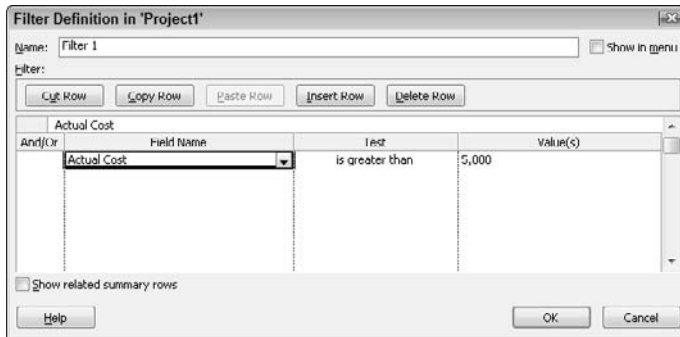 Filter Definition in 'Project1'
Name: Filter 1
Show in menu
Filter:
Cut Row Copy Row Paste Row Insert Row Delete Row
Actual Cost
And/Or Field Name Test Value(s)
Actual Cost is greater than 5,000
Show related summary rows
Help OK Cancel